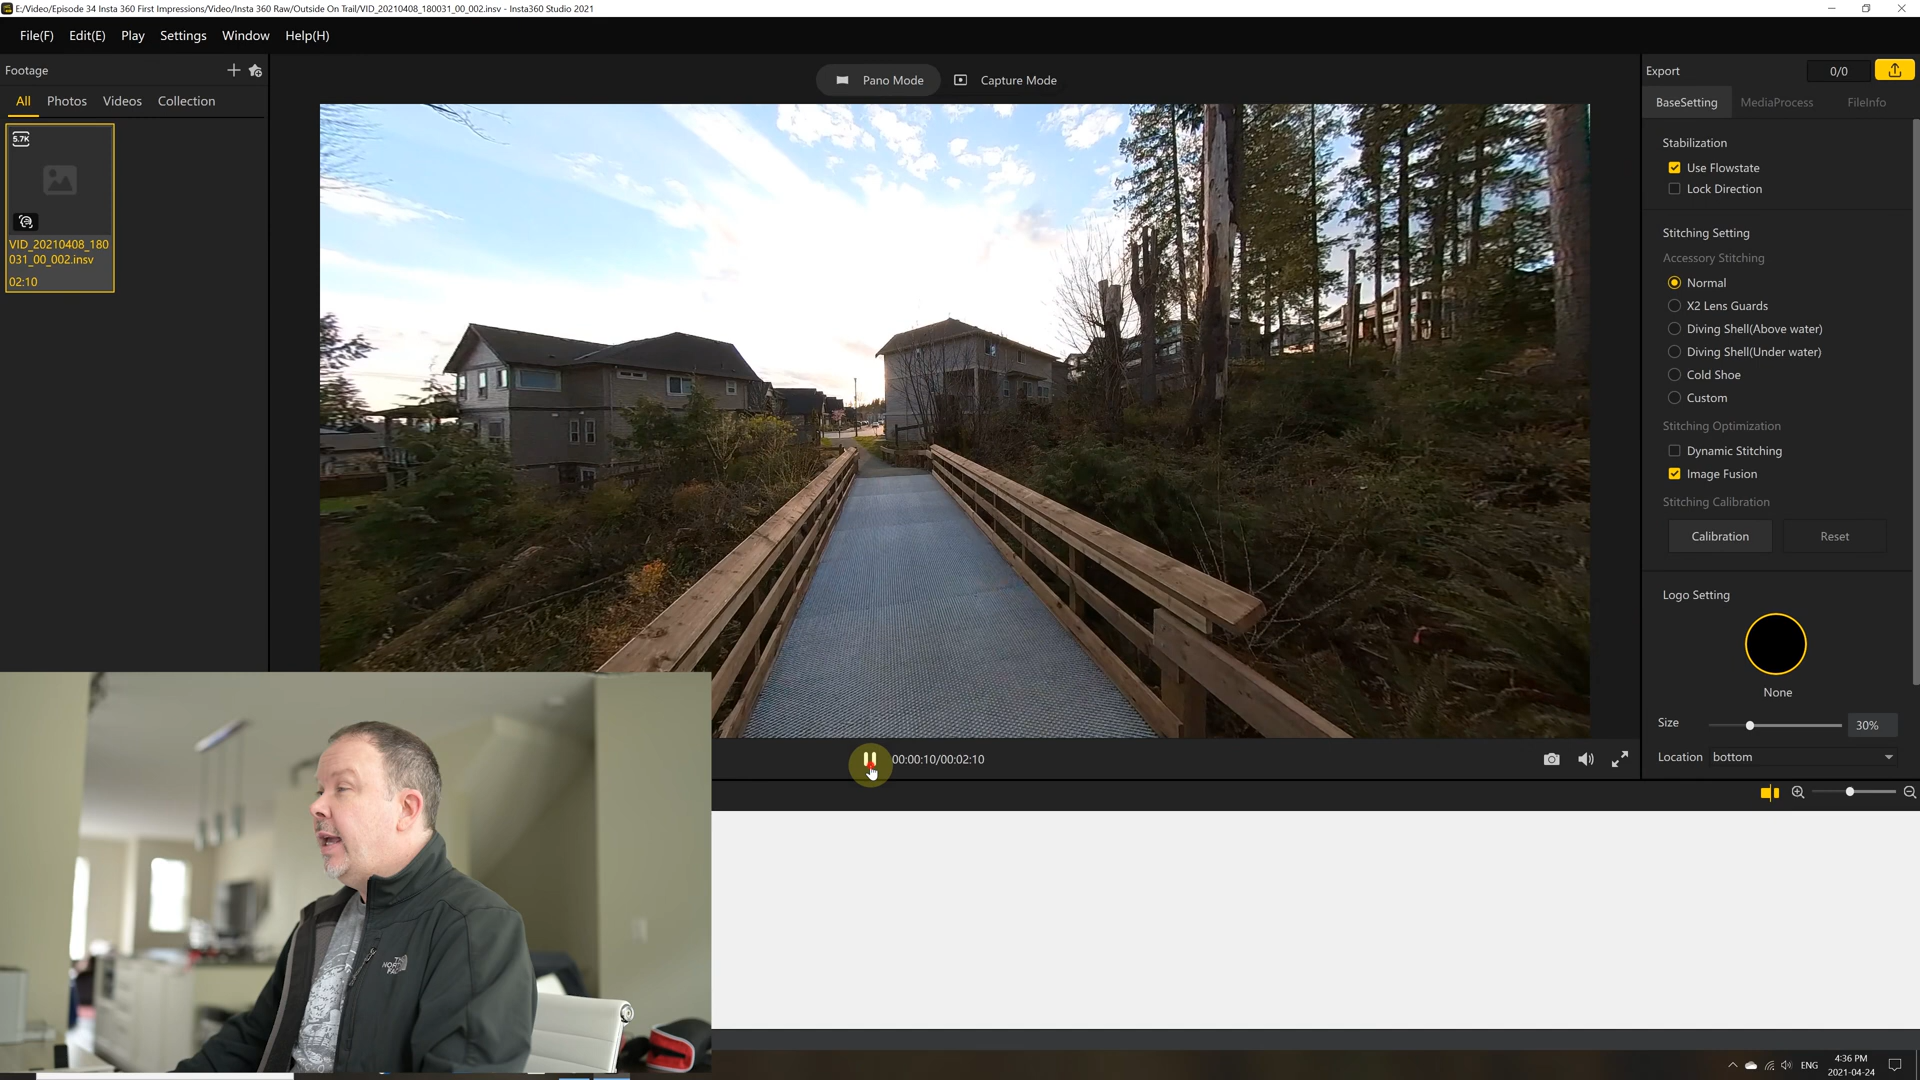 E:/Video/Episode 34 Insta 360 First Impressions/Video/Insta 360 Raw/Outside On Trail/VID_20210408_180031_00_002.insv - Insta360 Studio 2021
File(F) Edit(E) Play Settings Window Help(H)
Footage
All Photos Videos Collection
5.7K
VID_20210408_180
031_00_002.insv
02:10
Pano Mode Capture Mode
00:00:10/00:02:10
Export 0/0
BaseSetting MediaProcess FileInfo
Stabilization
Use Flowstate
Lock Direction
Stitching Setting
Accessory Stitching
Normal
X2 Lens Guards
Diving Shell(Above water)
Diving Shell(Under water)
Cold Shoe
Custom
Stitching Optimization
Dynamic Stitching
Image Fusion
Stitching Calibration
Calibration Reset
Logo Setting
None
Size 30%
Location bottom
THE
NORTH
FACE
ENG
4:36 PM
2021-04-24